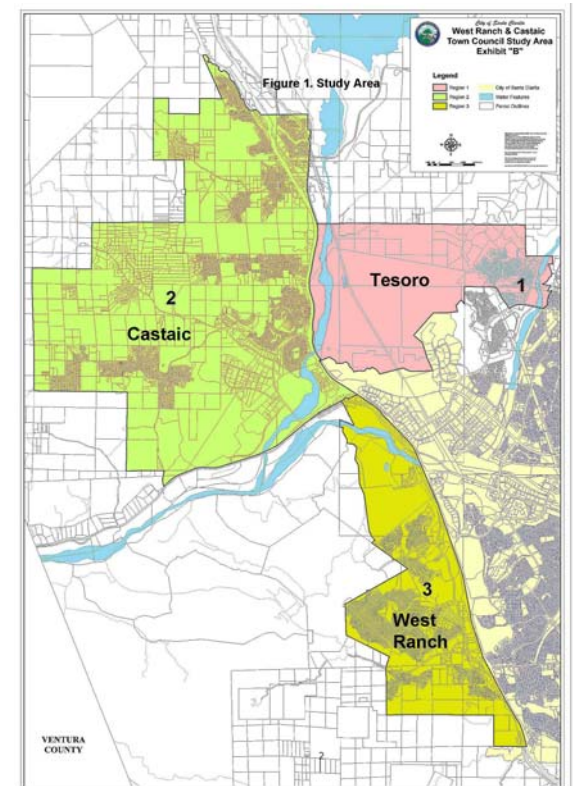 City of Santa Clarita
West Ranch & Castaic
Town Council Study Area
Exhibit "B"
Figure 1. Study Area
Legend
Region 1
Region 2
Region 3
City of Santa Clarita
Water Features
Parcel Outlines
Tesoro
1
2
Castaic
3
West
Ranch
VENTURA
COUNTY
2